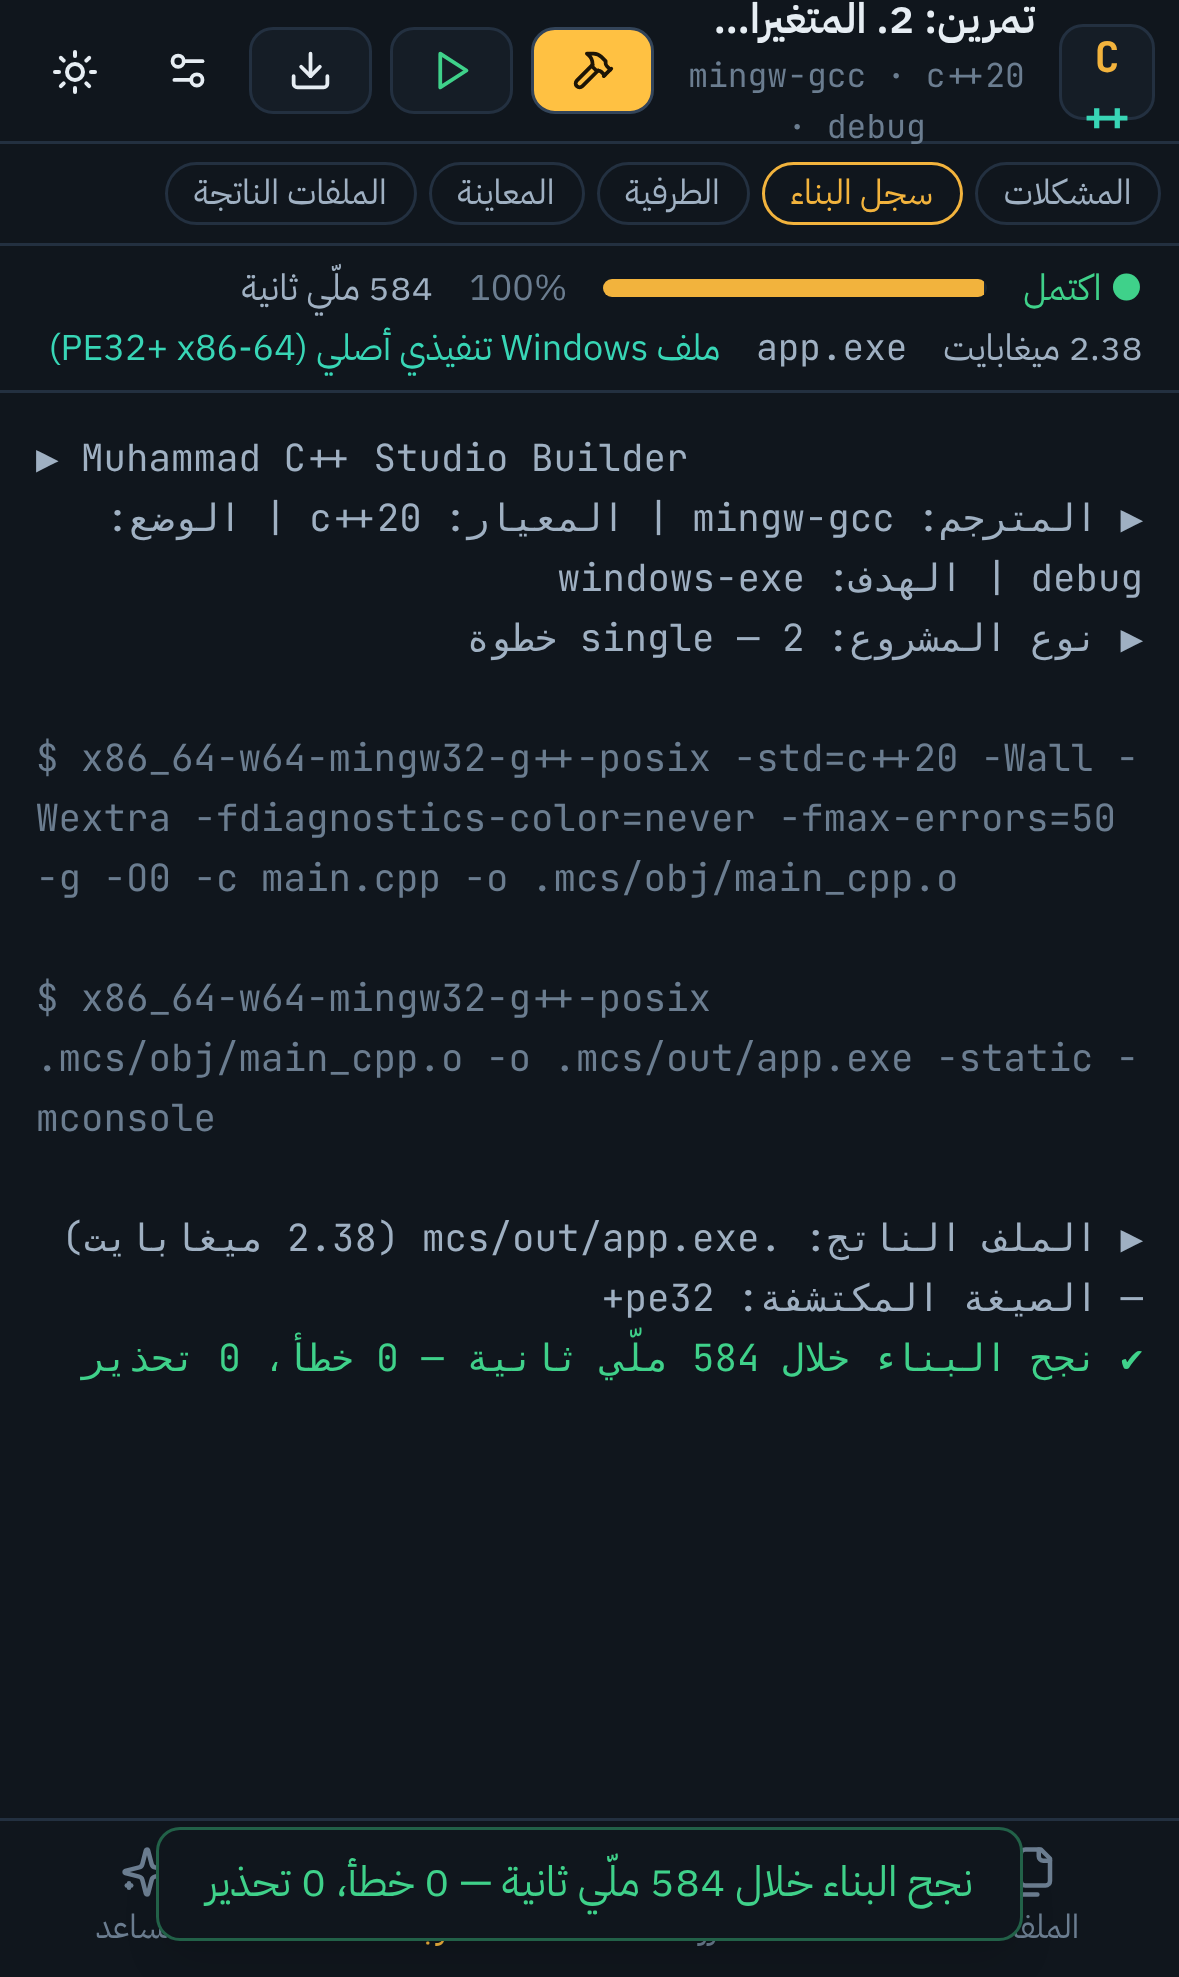 C
++
تمرين: 2. المتغيرا...
mingw-gcc · c++20
· debug
المشكلات
سجل البناء
الطرفية
المعاينة
الملفات الناتجة
اكتمل 100% 584 ملّي ثانية
2.38 ميغابايت app.exe ملف Windows تنفيذي أصلي (PE32+ x86-64)
▶ Muhammad C++ Studio Builder
▶ المترجم: mingw-gcc | المعيار: c++20 | الوضع:
debug | الهدف: windows-exe
▶ نوع المشروع: single — 2 خطوة
$ x86_64-w64-mingw32-g++-posix -std=c++20 -Wall -
Wextra -fdiagnostics-color=never -fmax-errors=50
-g -O0 -c main.cpp -o .mcs/obj/main_cpp.o
$ x86_64-w64-mingw32-g++-posix
.mcs/obj/main_cpp.o -o .mcs/out/app.exe -static -
mconsole
▶ الملف الناتج: .mcs/out/app.exe (2.38 ميغابايت)
— الصيغة المكتشفة: pe32+
✔ نجح البناء خلال 584 ملّي ثانية — 0 خطأ، 0 تحذير
نجح البناء خلال 584 ملّي ثانية — 0 خطأ، 0 تحذير